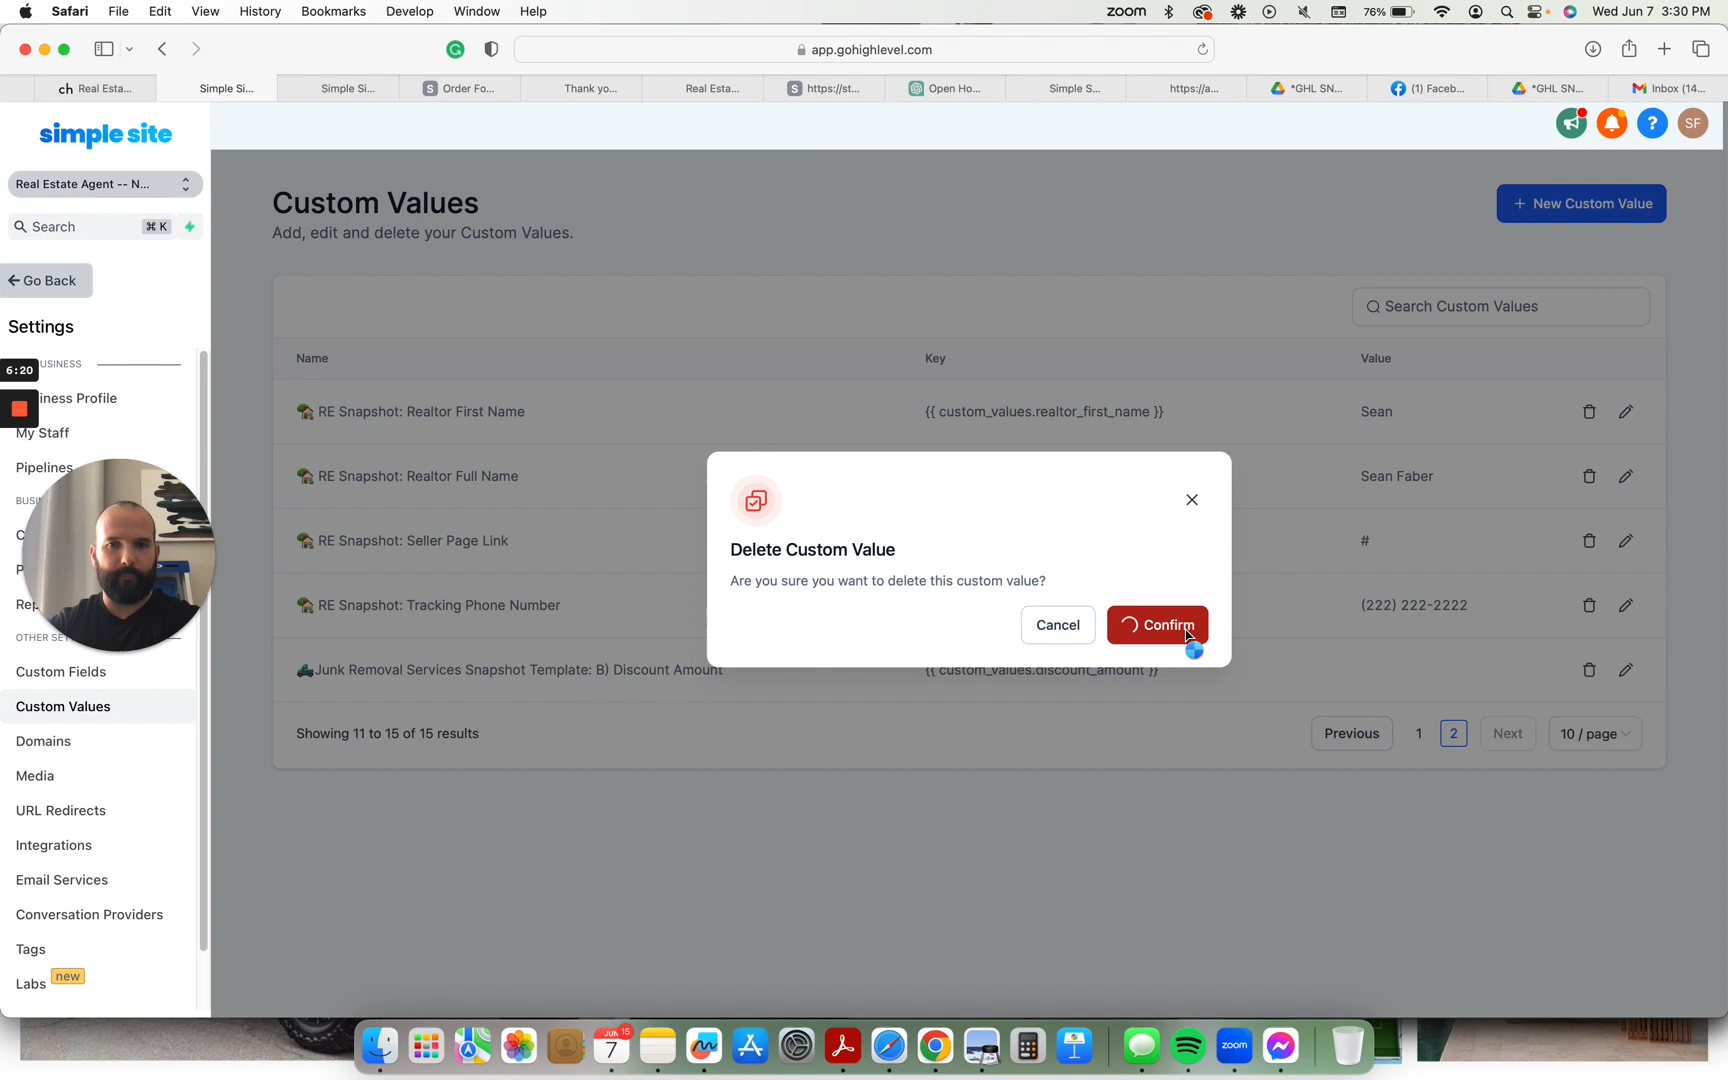 Safari File Edit View History Bookmarks Develop Window Help
zoom 76% Wed Jun 7 3:30 PM
app.gohighlevel.com
ch Real Esta...
Simple Si...
Simple Si...
S Order Fo...
Thank yo...
Real Esta...
S https://st...
Open Ho...
Simple S...
https://a...
*GHL SN...
(1) Faceb...
*GHL SN...
Inbox (14...
simple site
? SF
Real Estate Agent -- N...
Search ⌘ K
Go Back
Settings
6:20
USINESS
iness Profile
My Staff
Pipelines
BUSI
C
P
Rep
OTHER SE
Custom Fields
Custom Values
Domains
Media
URL Redirects
Integrations
Email Services
Conversation Providers
Tags
Labs new
Custom Values
Add, edit and delete your Custom Values.
+ New Custom Value
Search Custom Values
Name Key Value
RE Snapshot: Realtor First Name {{ custom_values.realtor_first_name }} Sean
RE Snapshot: Realtor Full Name Sean Faber
RE Snapshot: Seller Page Link #
RE Snapshot: Tracking Phone Number (222) 222-2222
Junk Removal Services Snapshot Template: B) Discount Amount {{ custom_values.discount_amount }}
Delete Custom Value
Are you sure you want to delete this custom value?
Cancel Confirm
Showing 11 to 15 of 15 results
Previous 1 2 Next 10 / page
JUN 15
7
zoom